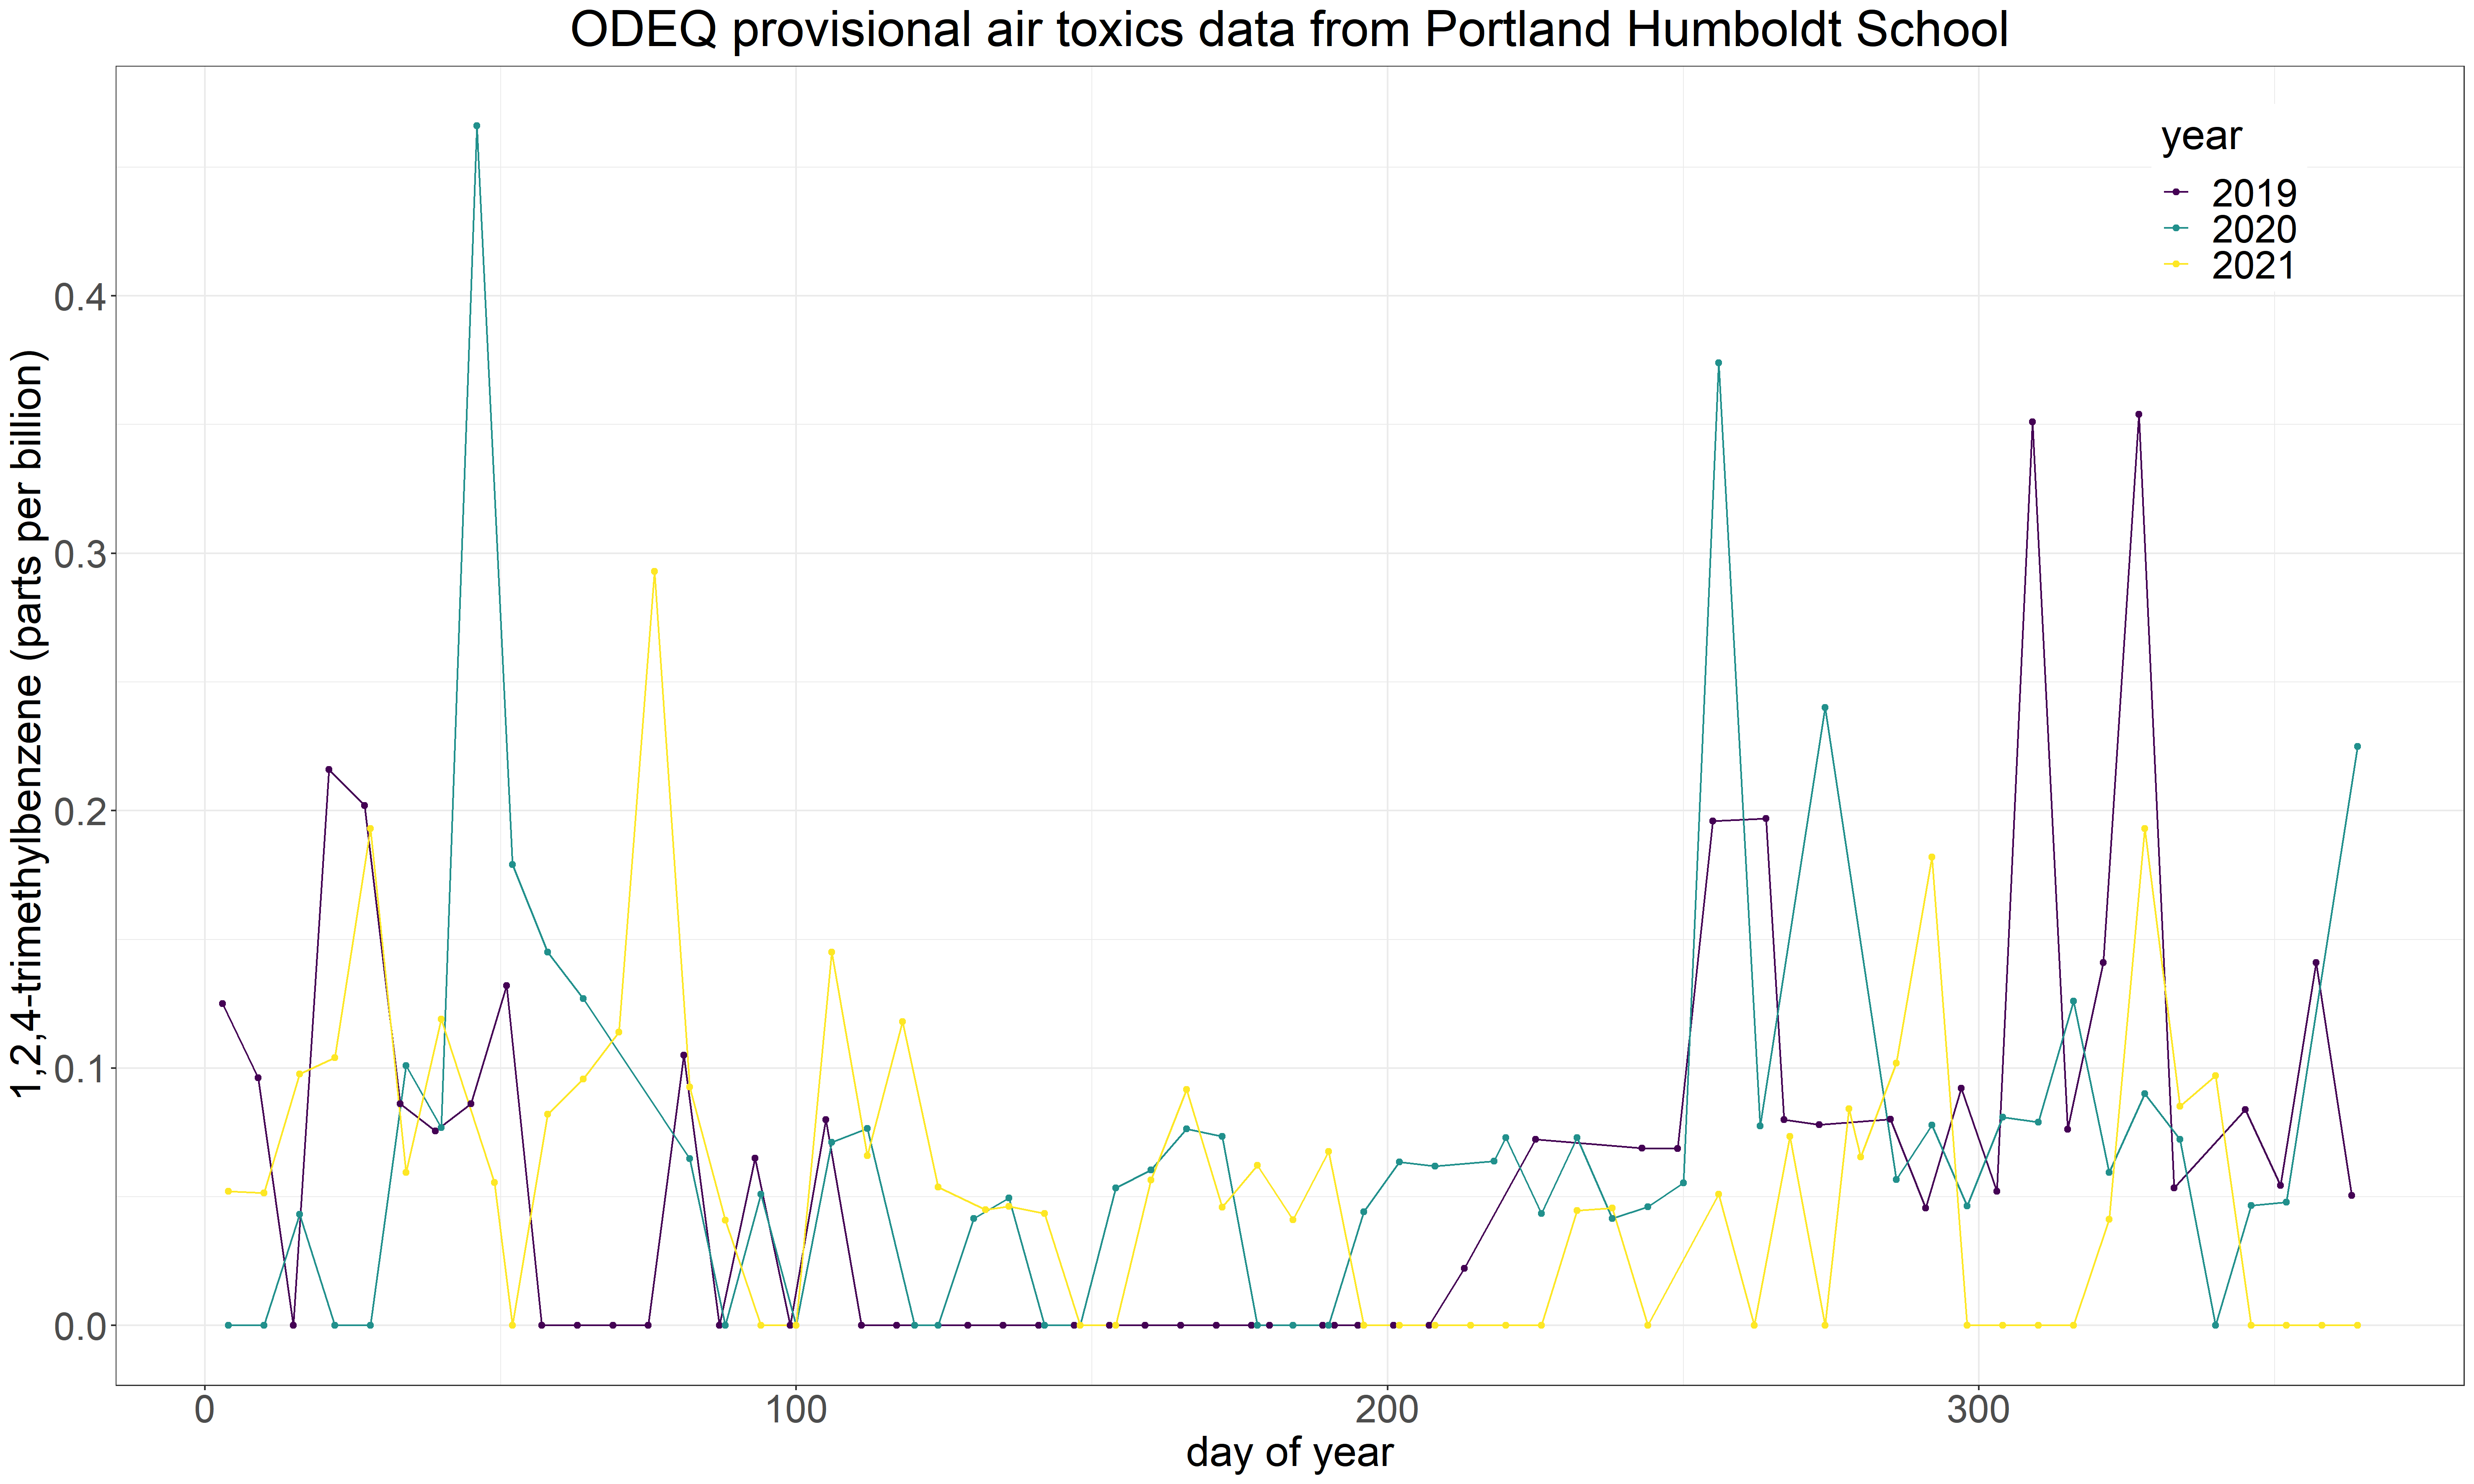 ODEQ provisional air toxics data from Portland Humboldt School
year
2019
2020
2021
1,2,4-trimethylbenzene (parts per billion)
0.4
0.3
0.2
0.1
0.0
0 100 200 300
day of year